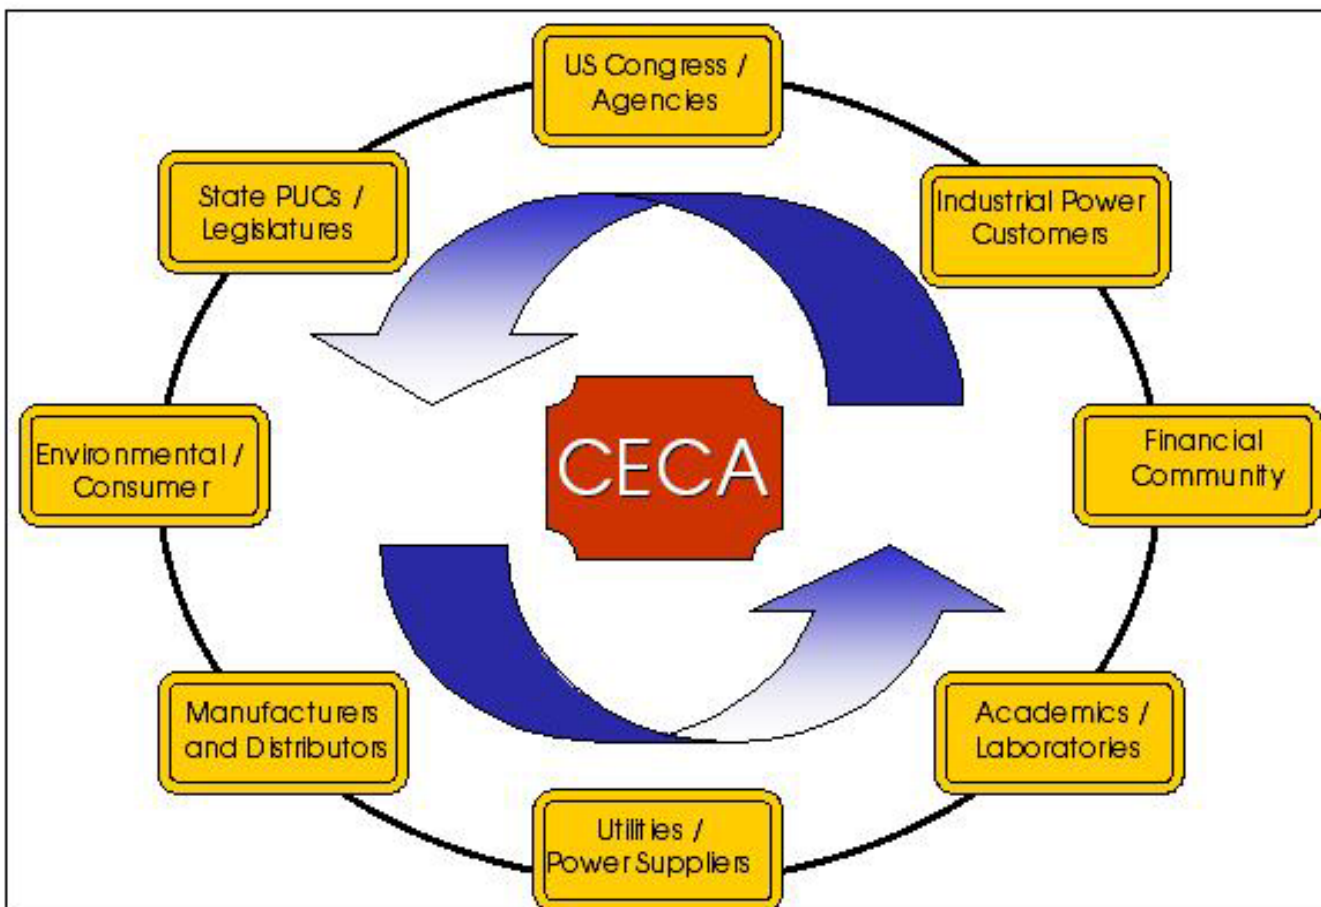 US Congress /
Agencies
State PUCs /
Legislatures
Industrial Power
Customers
Environmental /
Consumer
CECA
Financial
Community
Manufacturers
and Distributors
Academics /
Laboratories
Utilities /
Power Suppliers